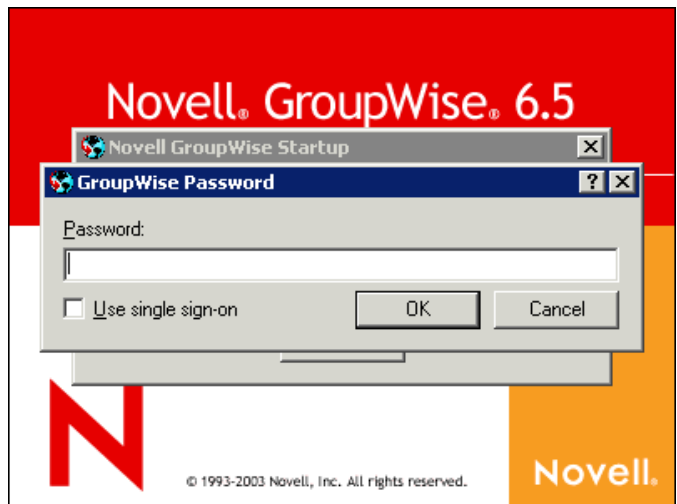 Novell® GroupWise® 6.5
Novell GroupWise Startup
GroupWise Password
Password:
Use single sign-on
OK
Cancel
N
© 1993-2003 Novell, Inc. All rights reserved.
Novell®